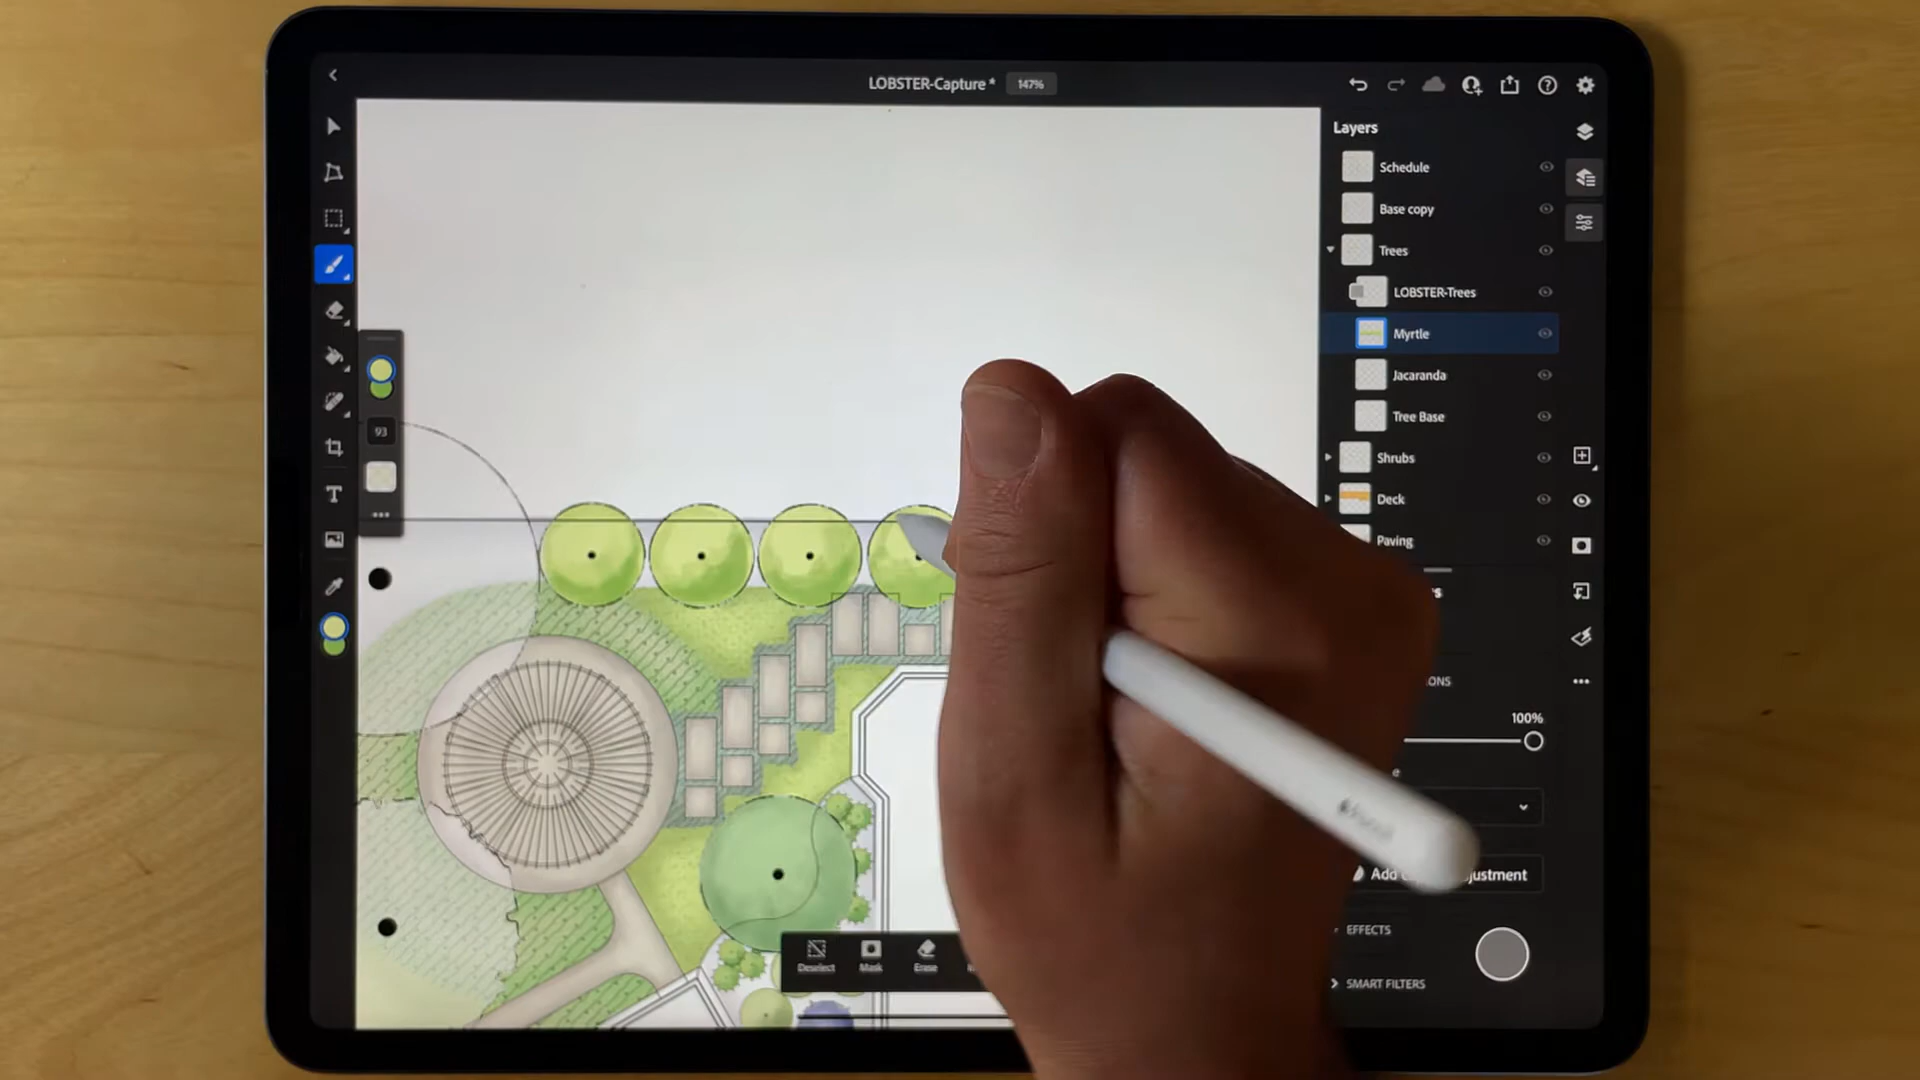 LOBSTER-Capture * 147%
Layers
Schedule
Base copy
Trees
LOBSTER-Trees
Myrtle
Jacaranda
Tree Base
Shrubs
Deck
Paving
93
T
100%
Deselect
Mask
Erase
EFFECTS
SMART FILTERS